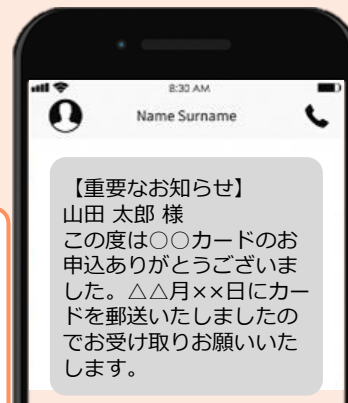 8:30 AM
Name Surname
【重要なお知らせ】
山田 太郎 様
この度は○○カードのお
申込ありがとうございま
した。△△月××日にカー
ドを郵送いたしましたの
でお受け取りお願いいた
します。